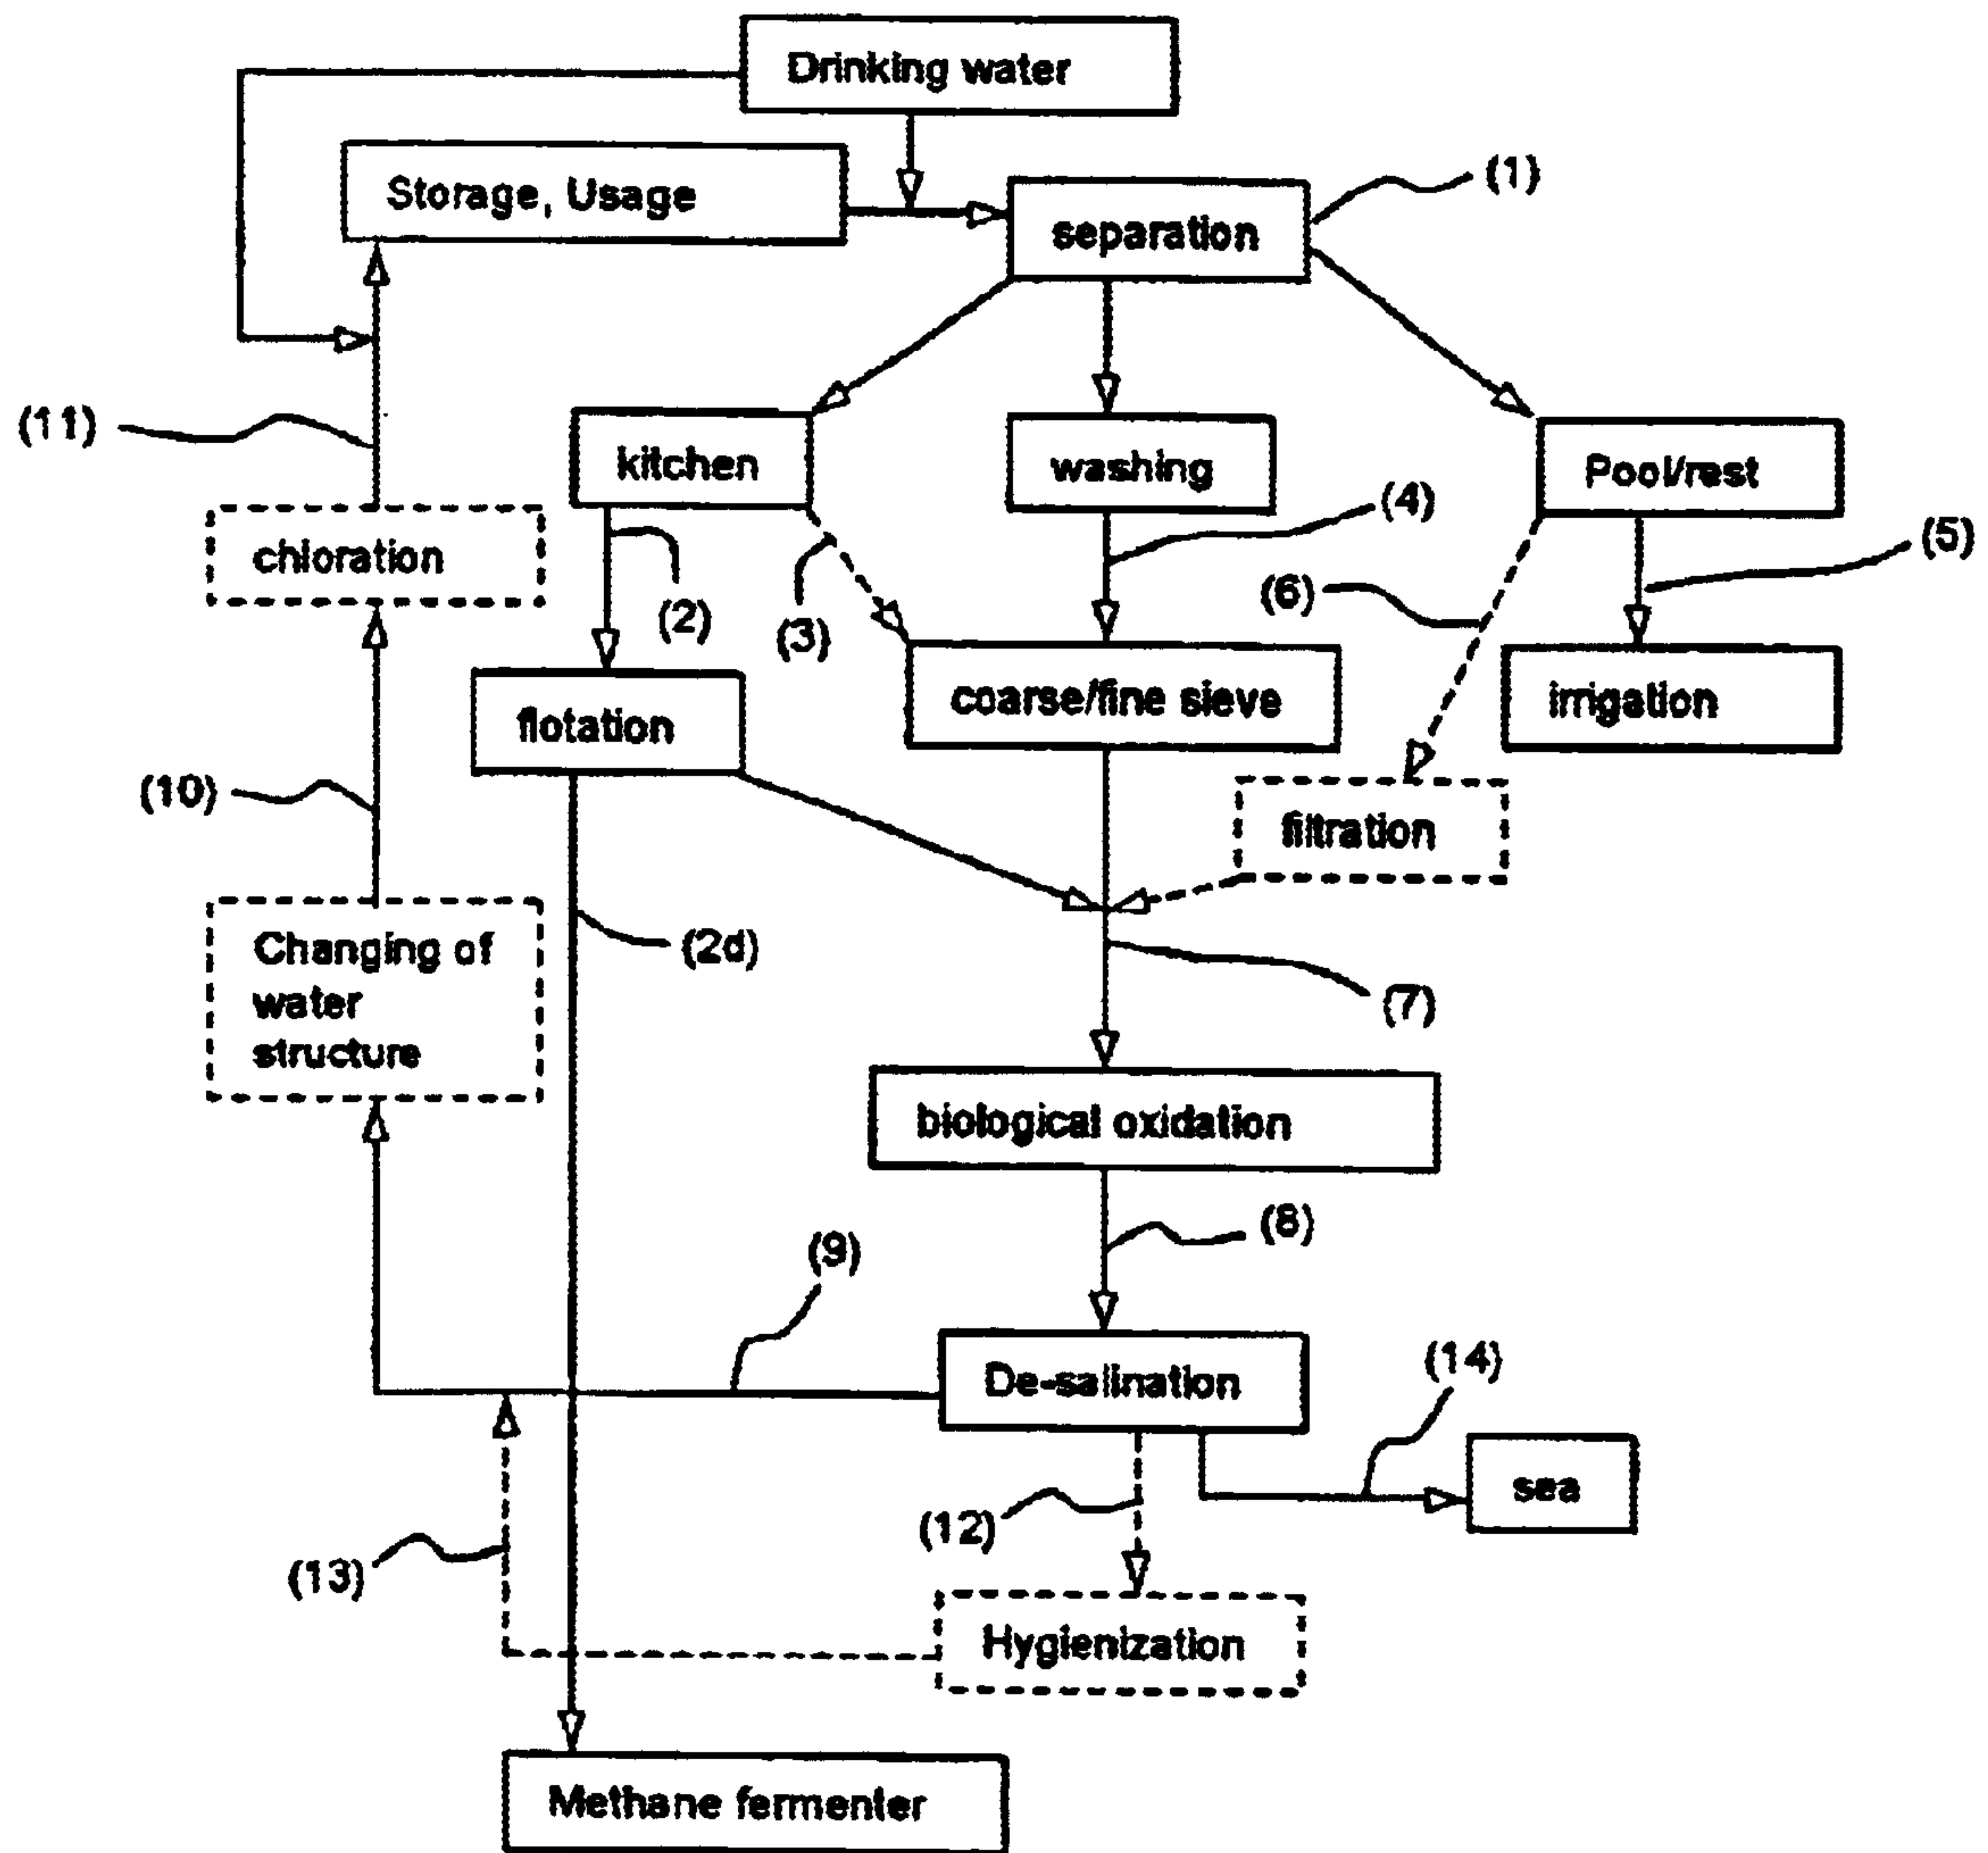 Drinking water
Storage, Usage
(1)
separation
(11)
kitchen
washing
(4)
Pool/rest
(5)
chloration
(2)
(3)
(6)
flotation
coarse/fine sieve
irrigation
(10)
filtration
Changing of
water
structure
(2d)
(7)
biological oxidation
(8)
(9)
De-salination
(14)
sea
(12)
(13)
Hygienization
Methane fermenter